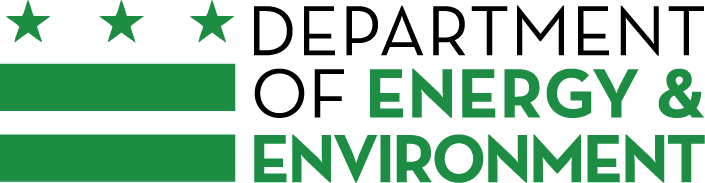 DEPARTMENT
OF ENERGY &
ENVIRONMENT